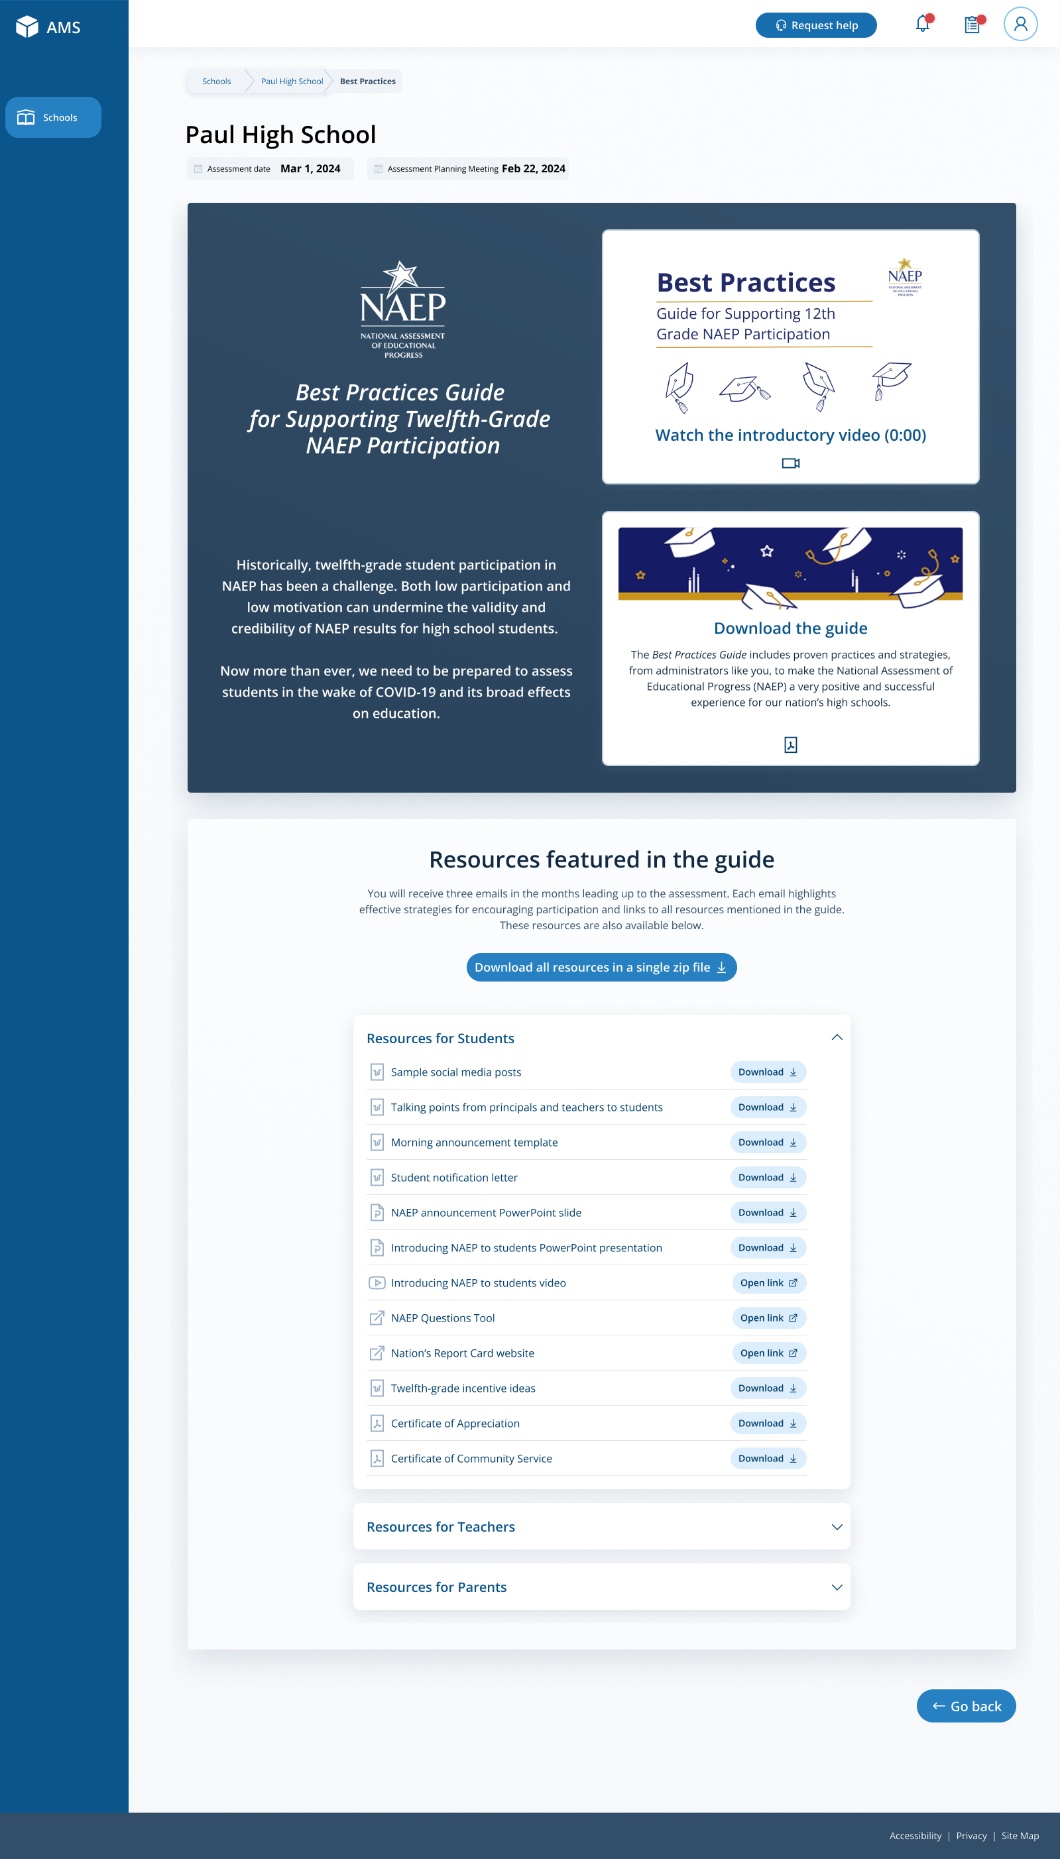 AMS
Request help
Schools
Schools
Paul High School
Best Practices
Paul High School
Assessment date Mar 1, 2024
Assessment Planning Meeting Feb 22, 2024
NAEP
NATIONAL ASSESSMENT
OF EDUCATIONAL
PROGRESS
Best Practices Guide
for Supporting Twelfth-Grade
NAEP Participation
Historically, twelfth-grade student participation in
NAEP has been a challenge. Both low participation and
low motivation can undermine the validity and
credibility of NAEP results for high school students.
Now more than ever, we need to be prepared to assess
students in the wake of COVID-19 and its broad effects
on education.
Best Practices
NAEP
NATIONAL ASSESSMENT
OF EDUCATIONAL
PROGRESS
Guide for Supporting 12th
Grade NAEP Participation
Watch the introductory video (0:00)
Download the guide
The Best Practices Guide includes proven practices and strategies,
from administrators like you, to make the National Assessment of
Educational Progress (NAEP) a very positive and successful
experience for our nation's high schools.
Resources featured in the guide
You will receive three emails in the months leading up to the assessment. Each email highlights
effective strategies for encouraging participation and links to all resources mentioned in the guide.
These resources are also available below.
Download all resources in a single zip file
Resources for Students
Sample social media posts Download
Talking points from principals and teachers to students Download
Morning announcement template Download
Student notification letter Download
NAEP announcement PowerPoint slide Download
Introducing NAEP to students PowerPoint presentation Download
Introducing NAEP to students video Open link
NAEP Questions Tool Open link
Nation's Report Card website Open link
Twelfth-grade incentive ideas Download
Certificate of Appreciation Download
Certificate of Community Service Download
Resources for Teachers
Resources for Parents
Go back
Accessibility | Privacy | Site Map